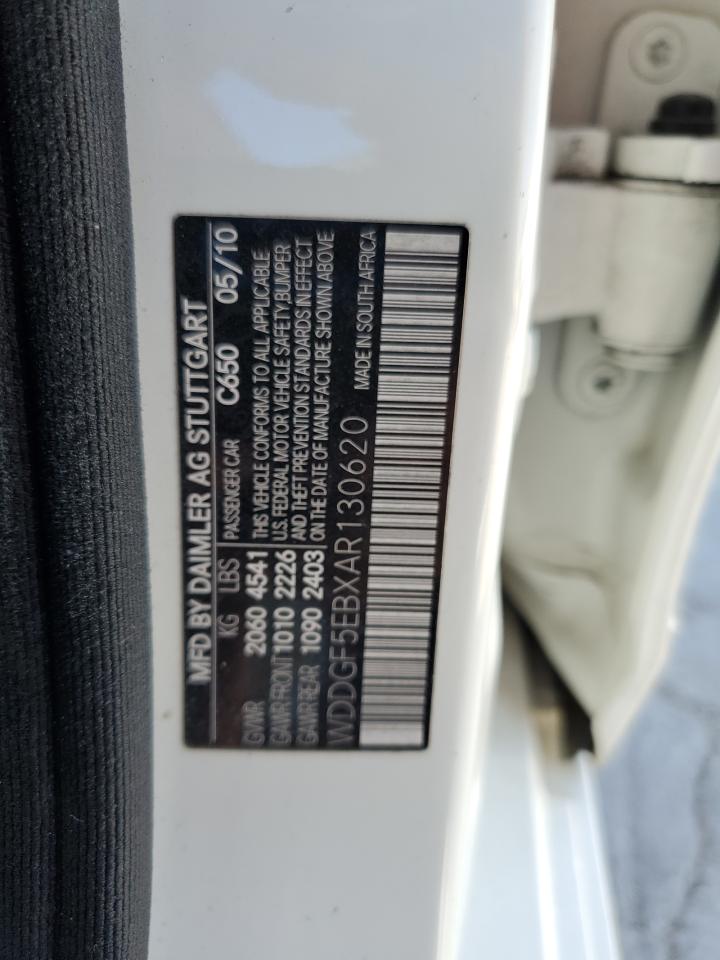 MFD BY DAIMLER AG STUTTGART
KG LBS PASSENGER CAR C650 05/10
GVWR 2060 4541 THIS VEHICLE CONFORMS TO ALL APPLICABLE
GAWR FRONT 1010 2226 U.S. FEDERAL MOTOR VEHICLE SAFETY, BUMPER
GAWR REAR 1090 2403 AND THEFT PREVENTION STANDARDS IN EFFECT
ON THE DATE OF MANUFACTURE SHOWN ABOVE
WDDGF5EBXAR130620 MADE IN SOUTH AFRICA